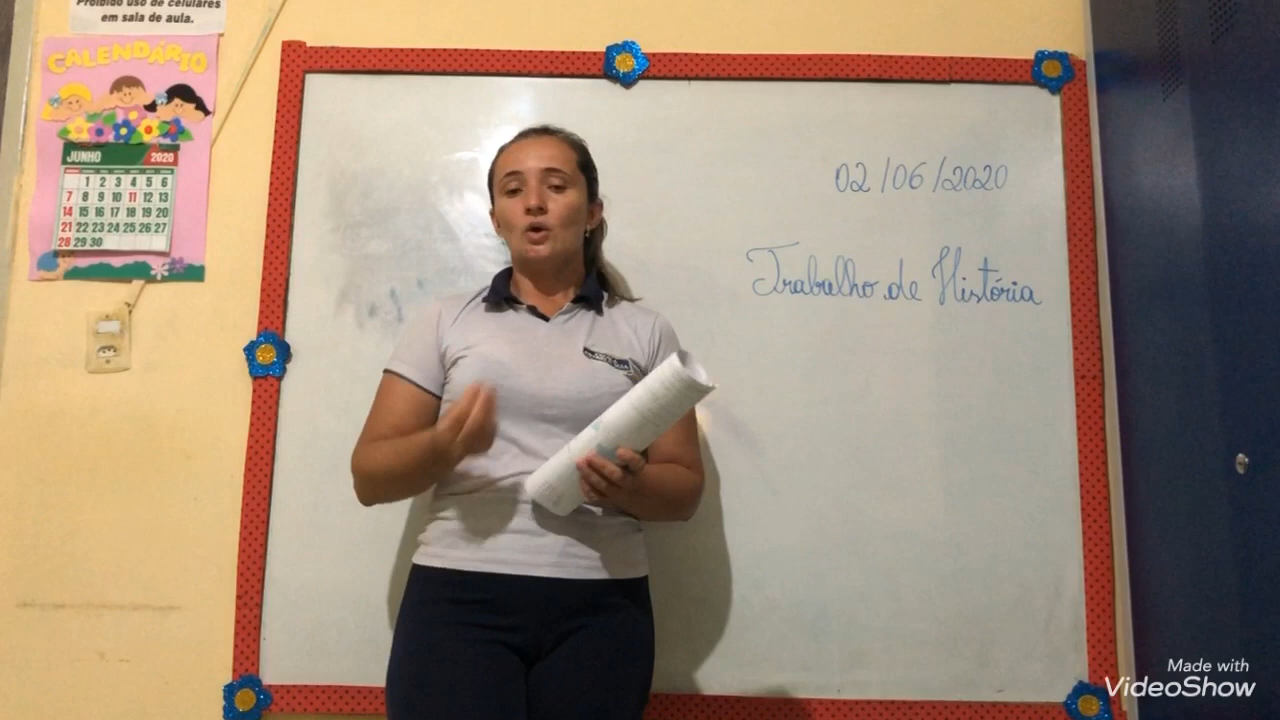 Proibido uso de celulares
em sala de aula.
CALENDÁRIO
JUNHO 2020
1 2 3 4 5 6
7 8 9 10 11 12 13
14 15 16 17 18 19 20
21 22 23 24 25 26 27
28 29 30
02/06/2020
Trabalho de História
Made with
VideoShow